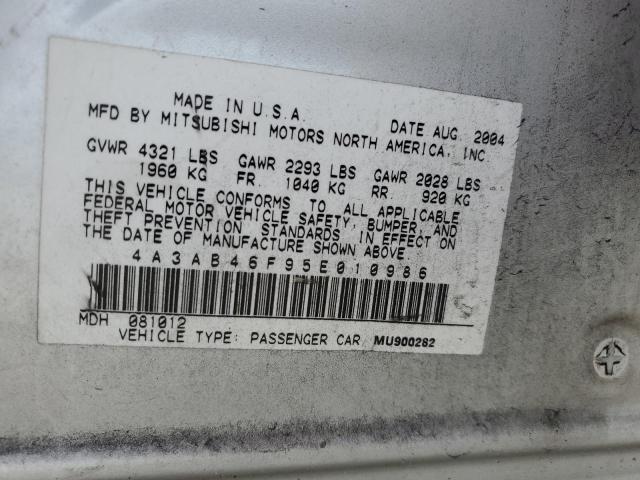 MADE IN U.S.A. DATE AUG. 2004
MFD BY MITSUBISHI MOTORS NORTH AMERICA, INC.
GVWR 4321 LBS GAWR 2293 LBS GAWR 2028 LBS
1960 KG FR. 1040 KG RR. 920 KG
THIS VEHICLE CONFORMS TO ALL APPLICABLE
FEDERAL MOTOR VEHICLE SAFETY, BUMPER, AND
THEFT PREVENTION STANDARDS IN EFFECT ON
THE DATE OF MANUFACTURE SHOWN ABOVE.
4A3AB46F95E010986
MDH 081012
VEHICLE TYPE: PASSENGER CAR MU900282